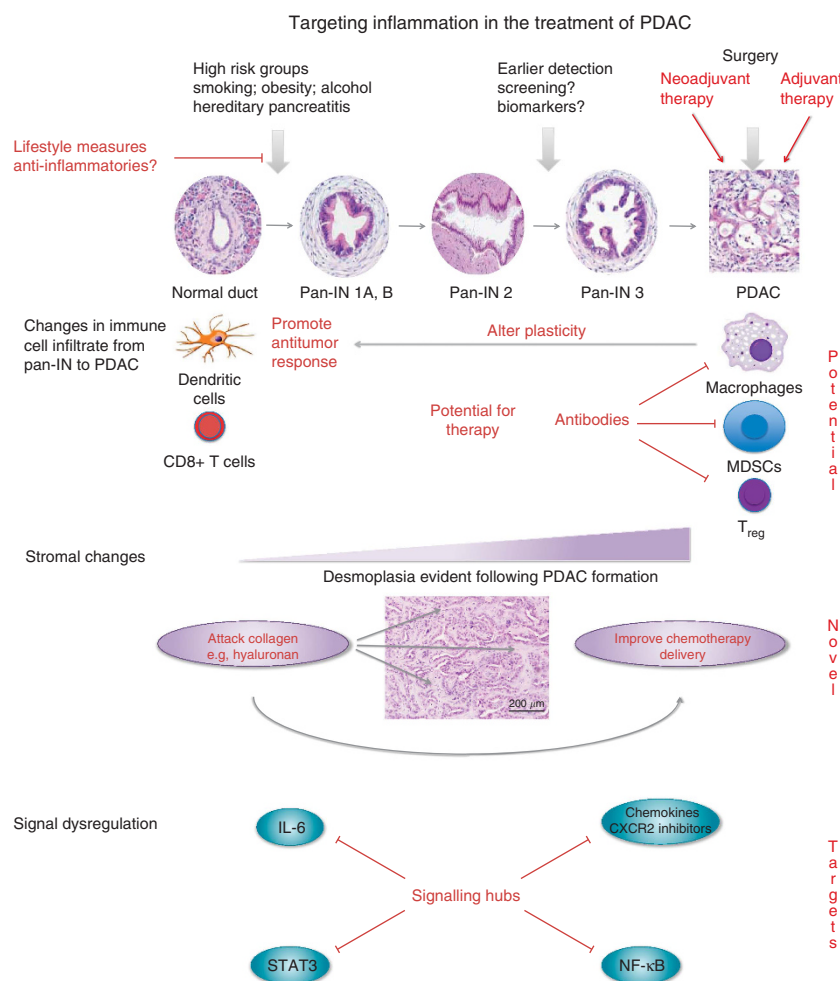 Targeting inflammation in the treatment of PDAC
High risk groups
smoking; obesity; alcohol
hereditary pancreatitis
Earlier detection
screening?
biomarkers?
Surgery
Neoadjuvant
therapy
Adjuvant
therapy
Lifestyle measures
anti-inflammatories?
Normal duct
Pan-IN 1A, B
Pan-IN 2
Pan-IN 3
PDAC
Changes in immune
cell infiltrate from
pan-IN to PDAC
Promote
antitumor
response
Alter plasticity
Dendritic
cells
CD8+ T cells
Potential for
therapy
Antibodies
Macrophages
MDSCs
Treg
Potential
Stromal changes
Desmoplasia evident following PDAC formation
Attack collagen
e.g, hyaluronan
200 μm
Improve chemotherapy
delivery
Novel
Signal dysregulation
IL-6
Chemokines
CXCR2 inhibitors
Signalling hubs
STAT3
NF-κB
Targets